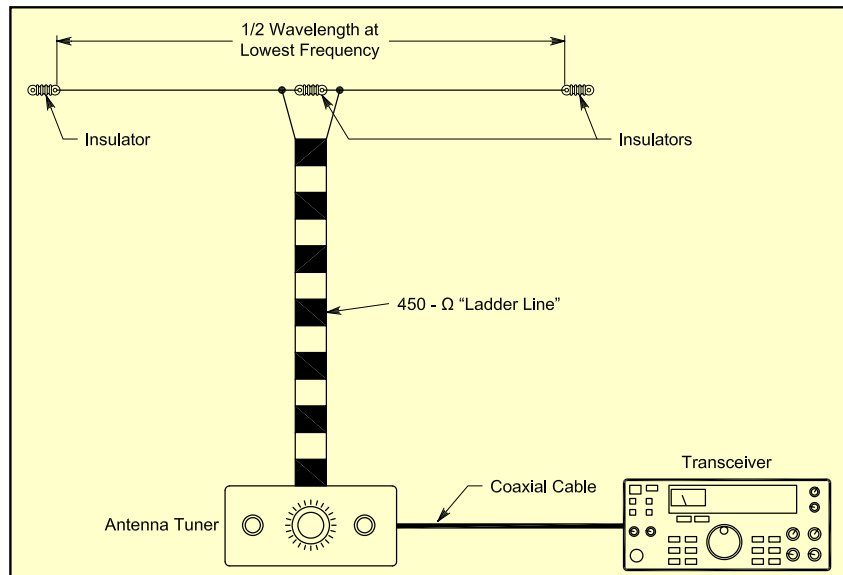 1/2 Wavelength at
Lowest Frequency
Insulator
Insulators
450 - Ω “Ladder Line”
Transceiver
Coaxial Cable
Antenna Tuner